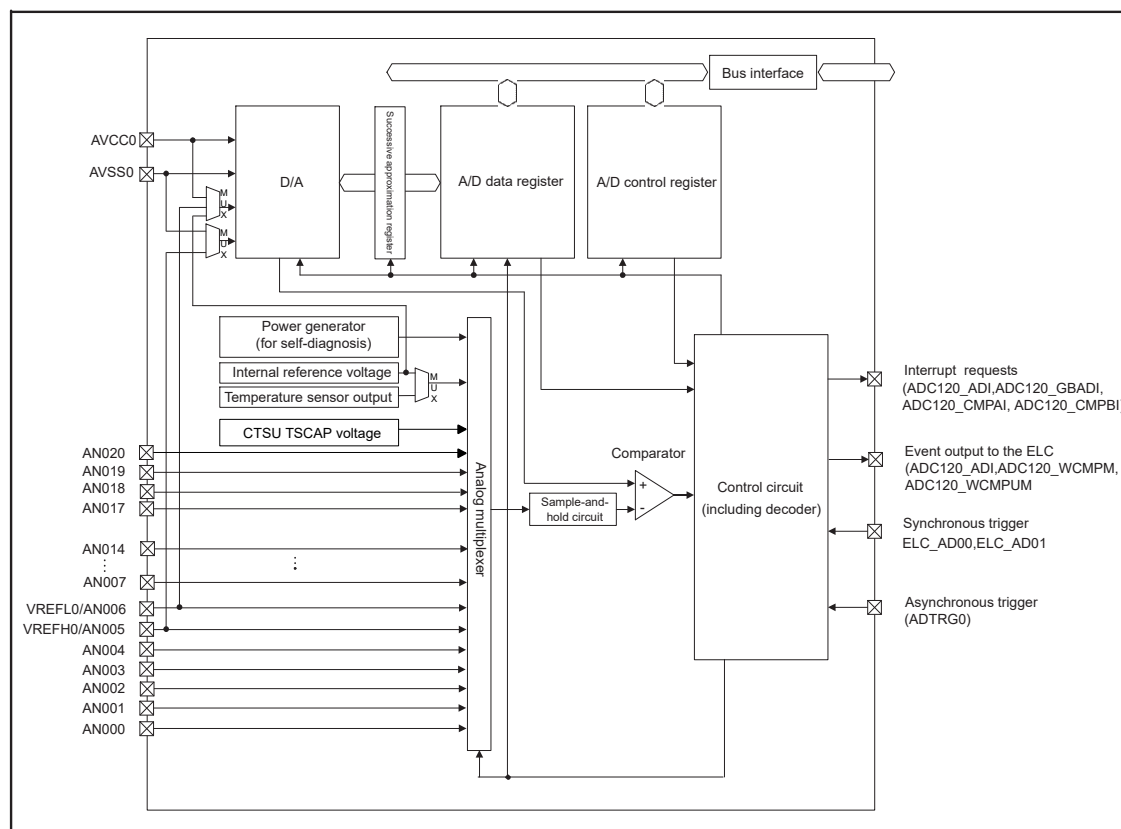 Bus interface
AVCC0
AVSS0
M
U
X
M
U
X
D/A
Successive approximation register
A/D data register
A/D control register
Power generator
(for self-diagnosis)
Internal reference voltage
Temperature sensor output
M
U
X
CTSU TSCAP voltage
AN020
AN019
AN018
AN017
AN014
AN007
VREFL0/AN006
VREFH0/AN005
AN004
AN003
AN002
AN001
AN000
Analog multiplexer
Sample-and-
hold circuit
Comparator
+
-
Control circuit
(including decoder)
Interrupt requests
(ADC120_ADI,ADC120_GBADI,
ADC120_CMPAI, ADC120_CMPBI)
Event output to the ELC
(ADC120_ADI,ADC120_WCMPM,
ADC120_WCMPUM
Synchronous trigger
ELC_AD00,ELC_AD01
Asynchronous trigger
(ADTRG0)